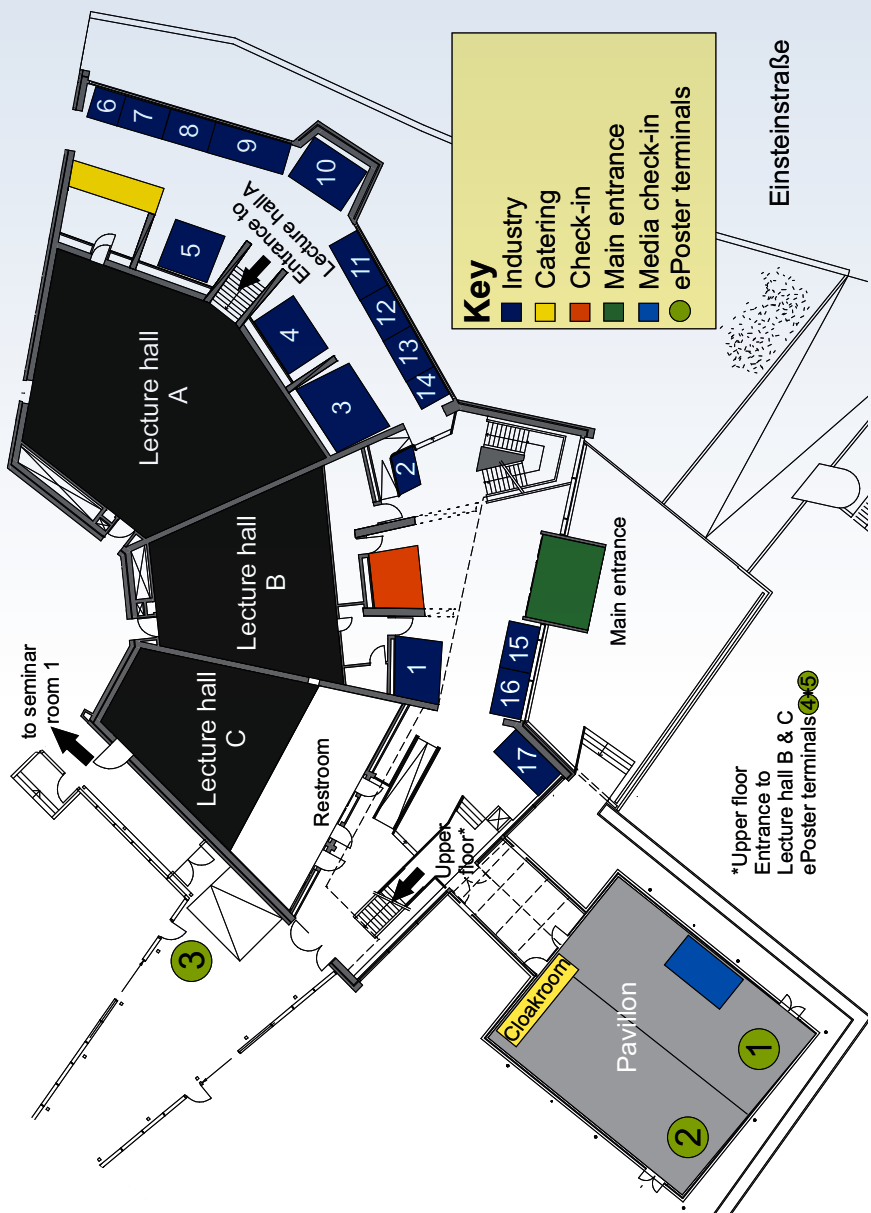 to seminar
room 1
Lecture hall
C
Lecture hall
B
Lecture hall
A
Restroom
Upper
floor*
Entrance to
Lecture hall A
1
2
3
4
5
6
7
8
9
10
11
12
13
14
15
16
17
Main entrance
3
Cloakroom
Pavillon
2
1
*Upper floor
Entrance to
Lecture hall B & C
ePoster terminals 4+5
Key
Industry
Catering
Check-in
Main entrance
Media check-in
ePoster terminals
Einsteinstraße